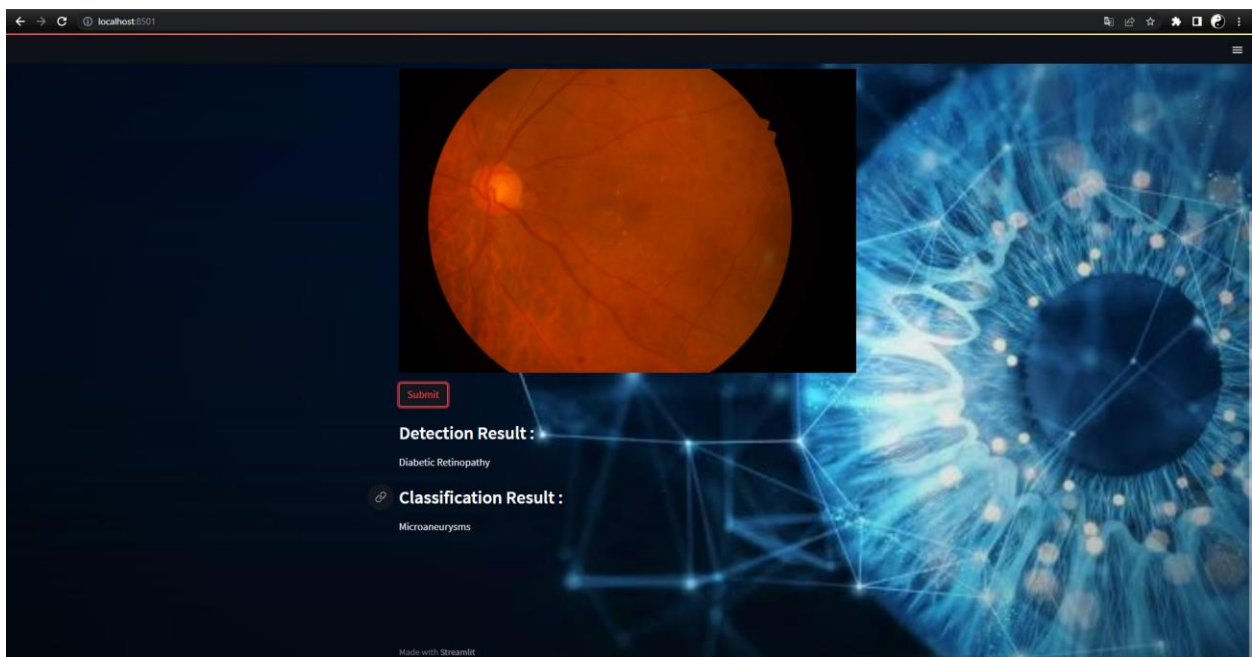 localhost:8501
Submit
Detection Result :
Diabetic Retinopathy
Classification Result :
Microaneurysms
Made with Streamlit